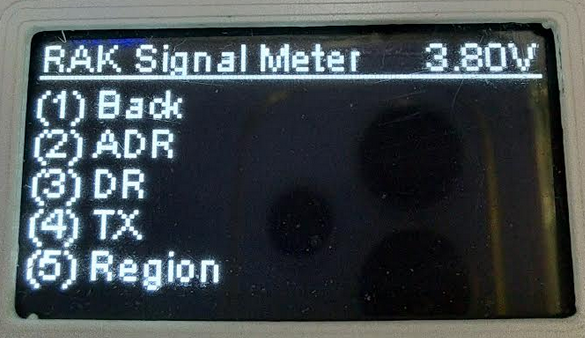 RAK Signal Meter 3.80V
(1) Back
(2) ADR
(3) DR
(4) TX
(5) Region